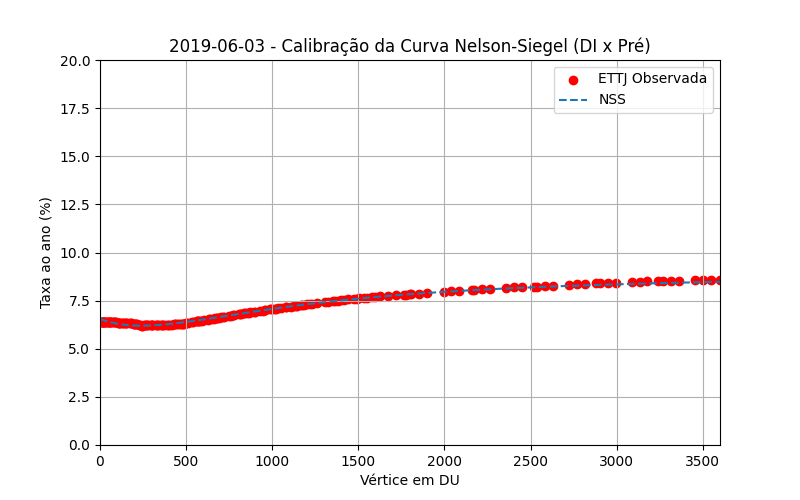 2019-06-03 - Calibração da Curva Nelson-Siegel (DI x Pré)
ETTJ Observada
NSS
Taxa ao ano (%)
20.0
17.5
15.0
12.5
10.0
7.5
5.0
2.5
0.0
0 500 1000 1500 2000 2500 3000 3500
Vértice em DU